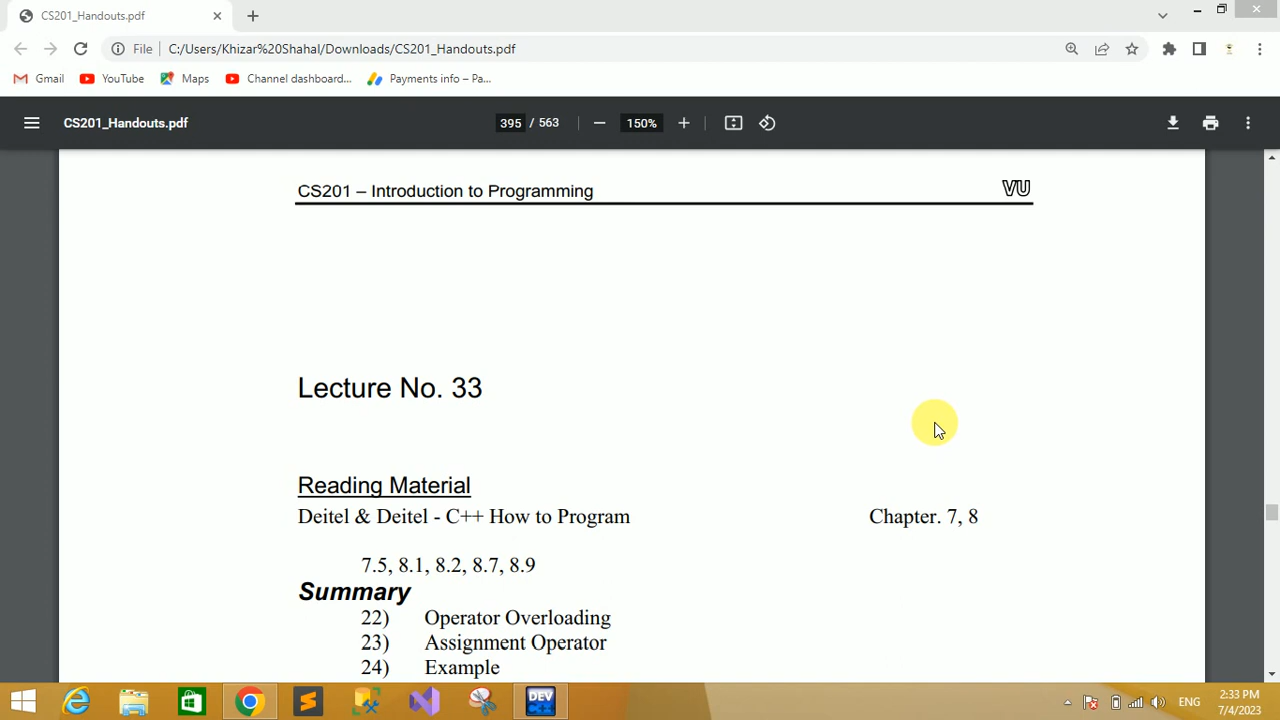 CS201_Handouts.pdf
File C:/Users/Khizar%20Shahal/Downloads/CS201_Handouts.pdf
Gmail YouTube Maps Channel dashboard... Payments info – Pa...
CS201_Handouts.pdf 395 / 563 150%
CS201 – Introduction to Programming VU
Lecture No. 33
Reading Material
Deitel & Deitel - C++ How to Program Chapter. 7, 8
7.5, 8.1, 8.2, 8.7, 8.9
Summary
22) Operator Overloading
23) Assignment Operator
24) Example
DEV C++
ENG
2:33 PM
7/4/2023